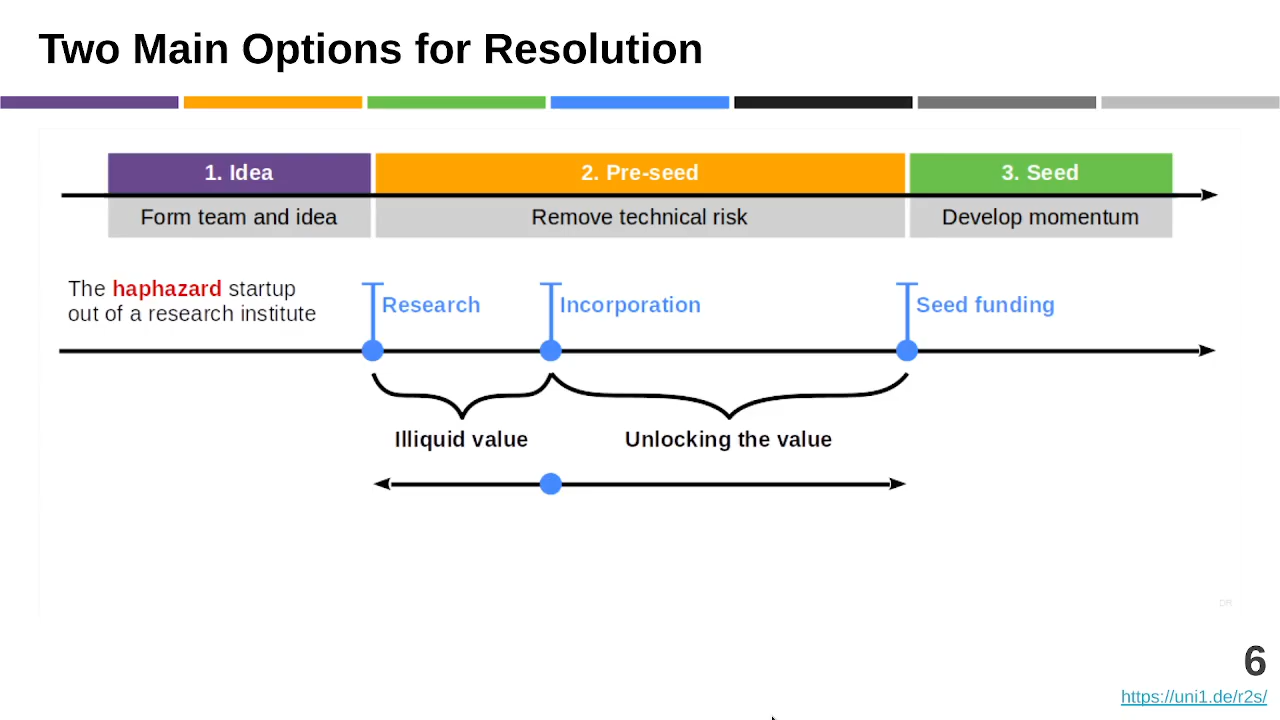 Two Main Options for Resolution
1. Idea
2. Pre-seed
3. Seed
Form team and idea
Remove technical risk
Develop momentum
The haphazard startup
out of a research institute
Research
Incorporation
Seed funding
Illiquid value
Unlocking the value
DR
6
https://uni1.de/r2s/